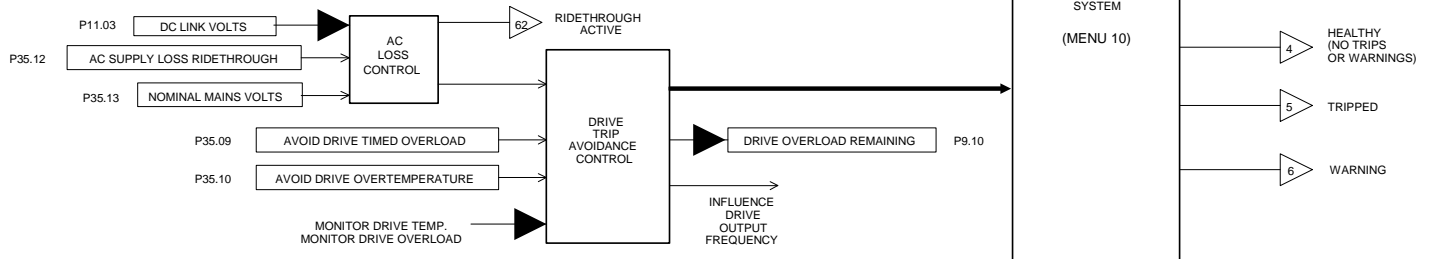 P11.03
DC LINK VOLTS
P35.12
AC SUPPLY LOSS RIDETHROUGH
P35.13
NOMINAL MAINS VOLTS
AC
LOSS
CONTROL
62
RIDETHROUGH
ACTIVE
P35.09
AVOID DRIVE TIMED OVERLOAD
P35.10
AVOID DRIVE OVERTEMPERATURE
MONITOR DRIVE TEMP.
MONITOR DRIVE OVERLOAD
DRIVE
TRIP
AVOIDANCE
CONTROL
DRIVE OVERLOAD REMAINING
P9.10
INFLUENCE
DRIVE
OUTPUT
FREQUENCY
SYSTEM
(MENU 10)
4
HEALTHY
(NO TRIPS
OR WARNINGS)
5
TRIPPED
6
WARNING